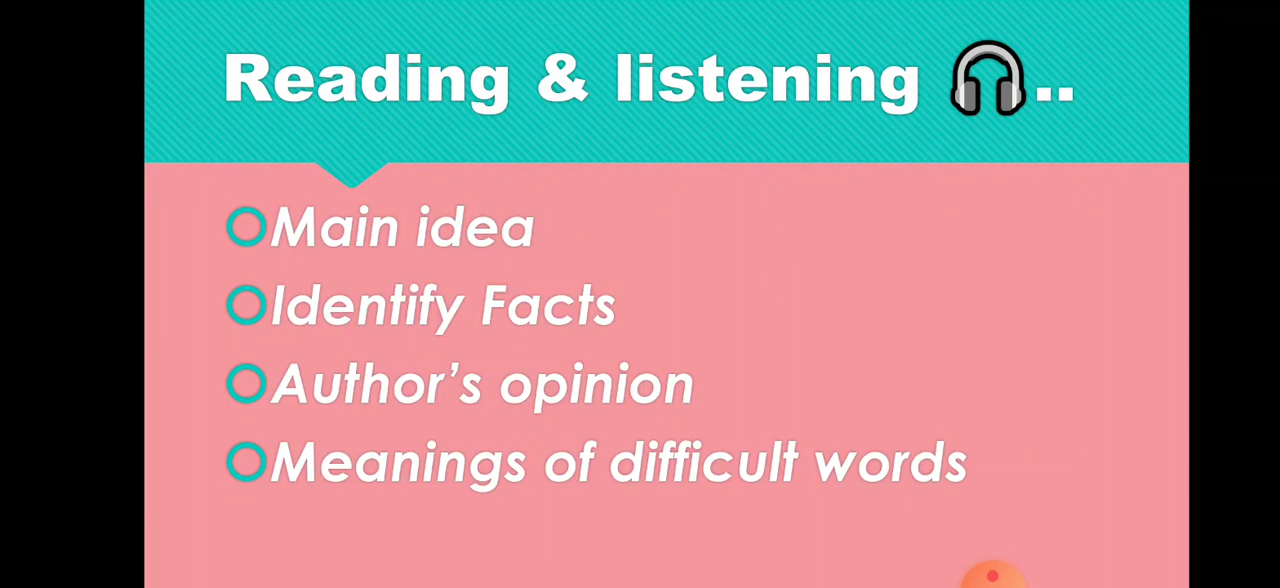 Reading & listening 🎧..
Main idea
Identify Facts
Author’s opinion
Meanings of difficult words